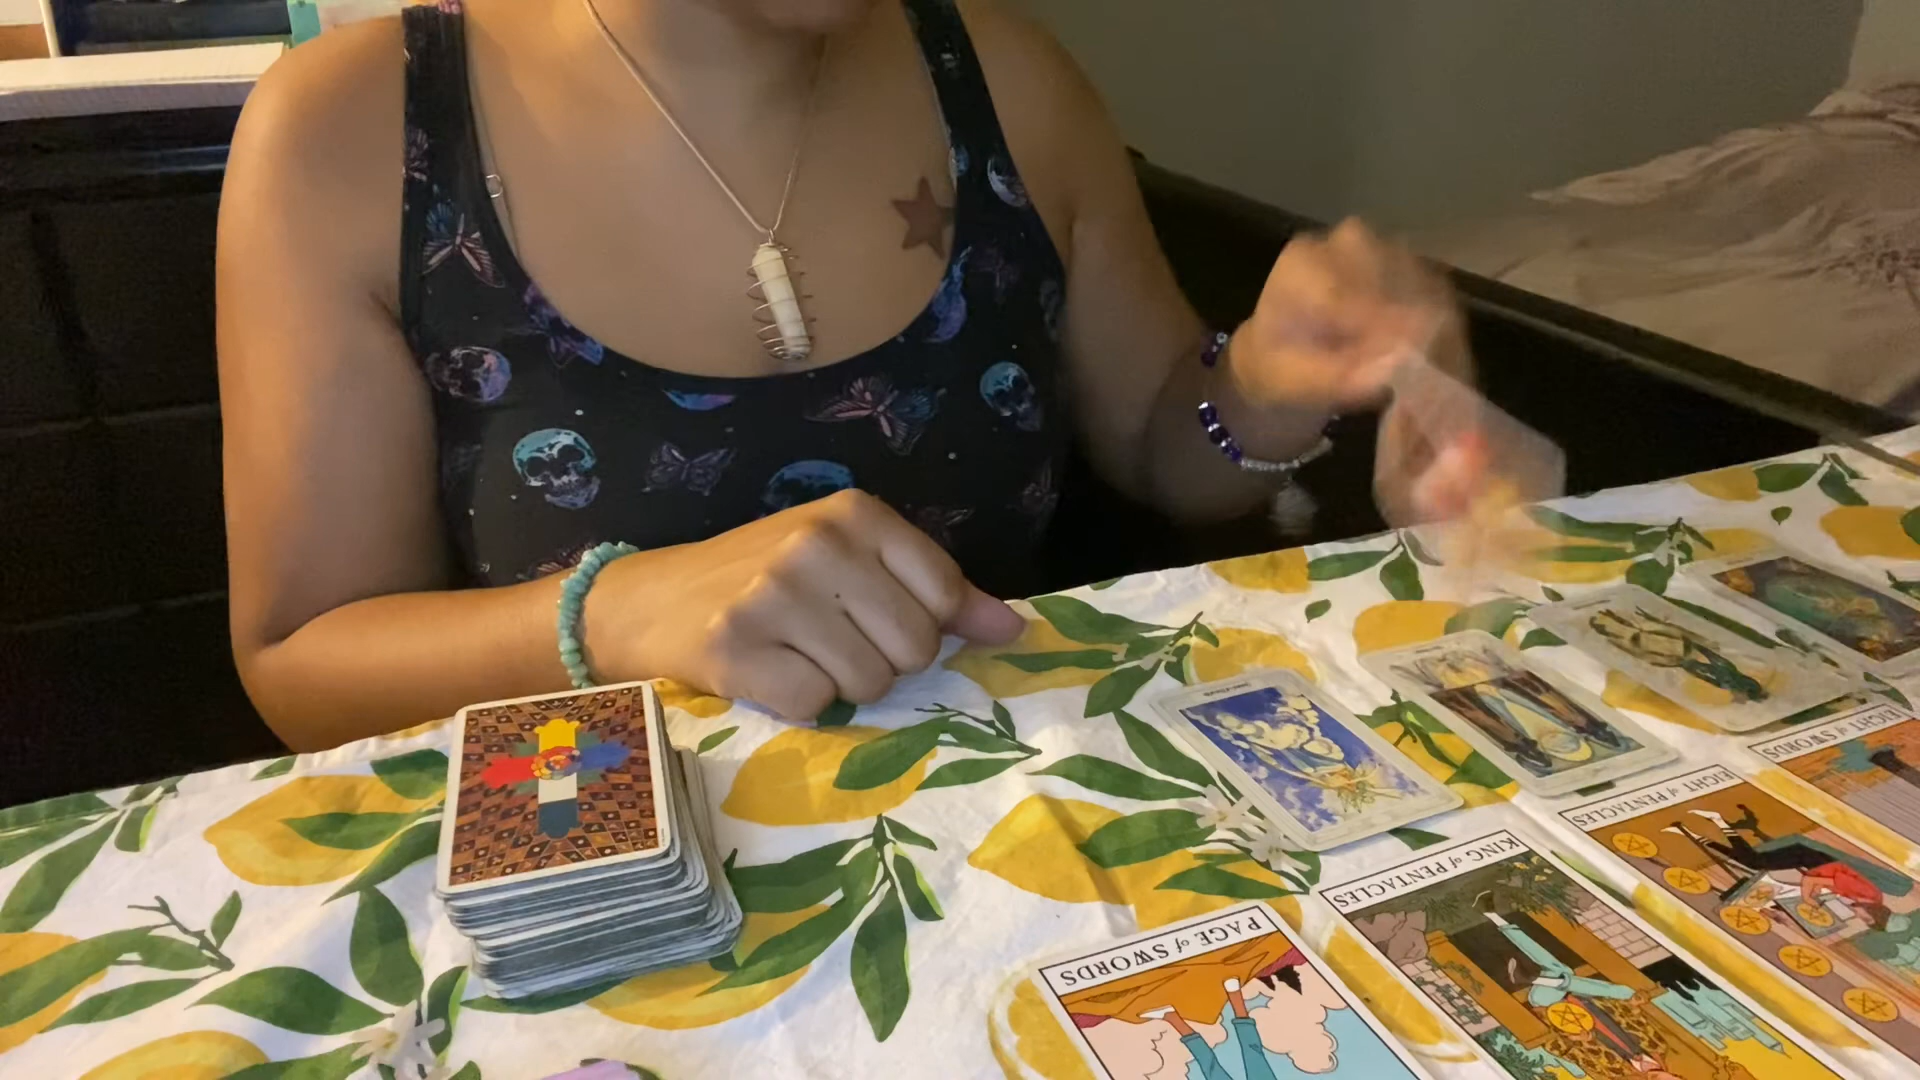 EIGHT of SWORDS
EIGHT of PENTACLES
KING of PENTACLES
PAGE of SWORDS